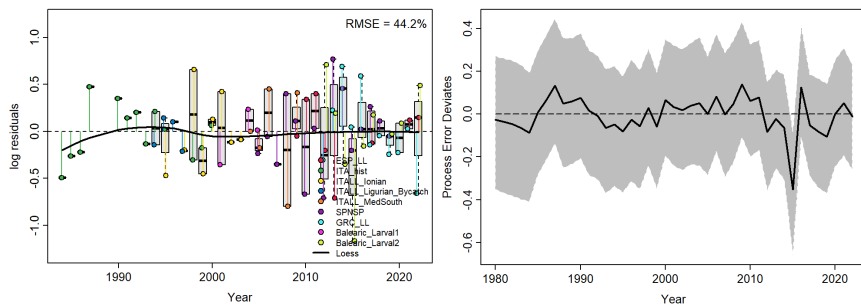 RMSE = 44.2%
1.0
0.5
0.0
-0.5
-1.0
log residuals
ESP_LL
ITA_hist
ITALL_Ionian
ITALL_Ligurian_Bycatch
ITALL_MedSouth
SPNSP
GRC_LL
Balearic_Larval1
Balearic_Larval2
Loess
1990 2000 2010 2020
Year
0.4
0.2
0.0
-0.2
-0.4
-0.6
Process Error Deviates
1980 1990 2000 2010 2020
Year